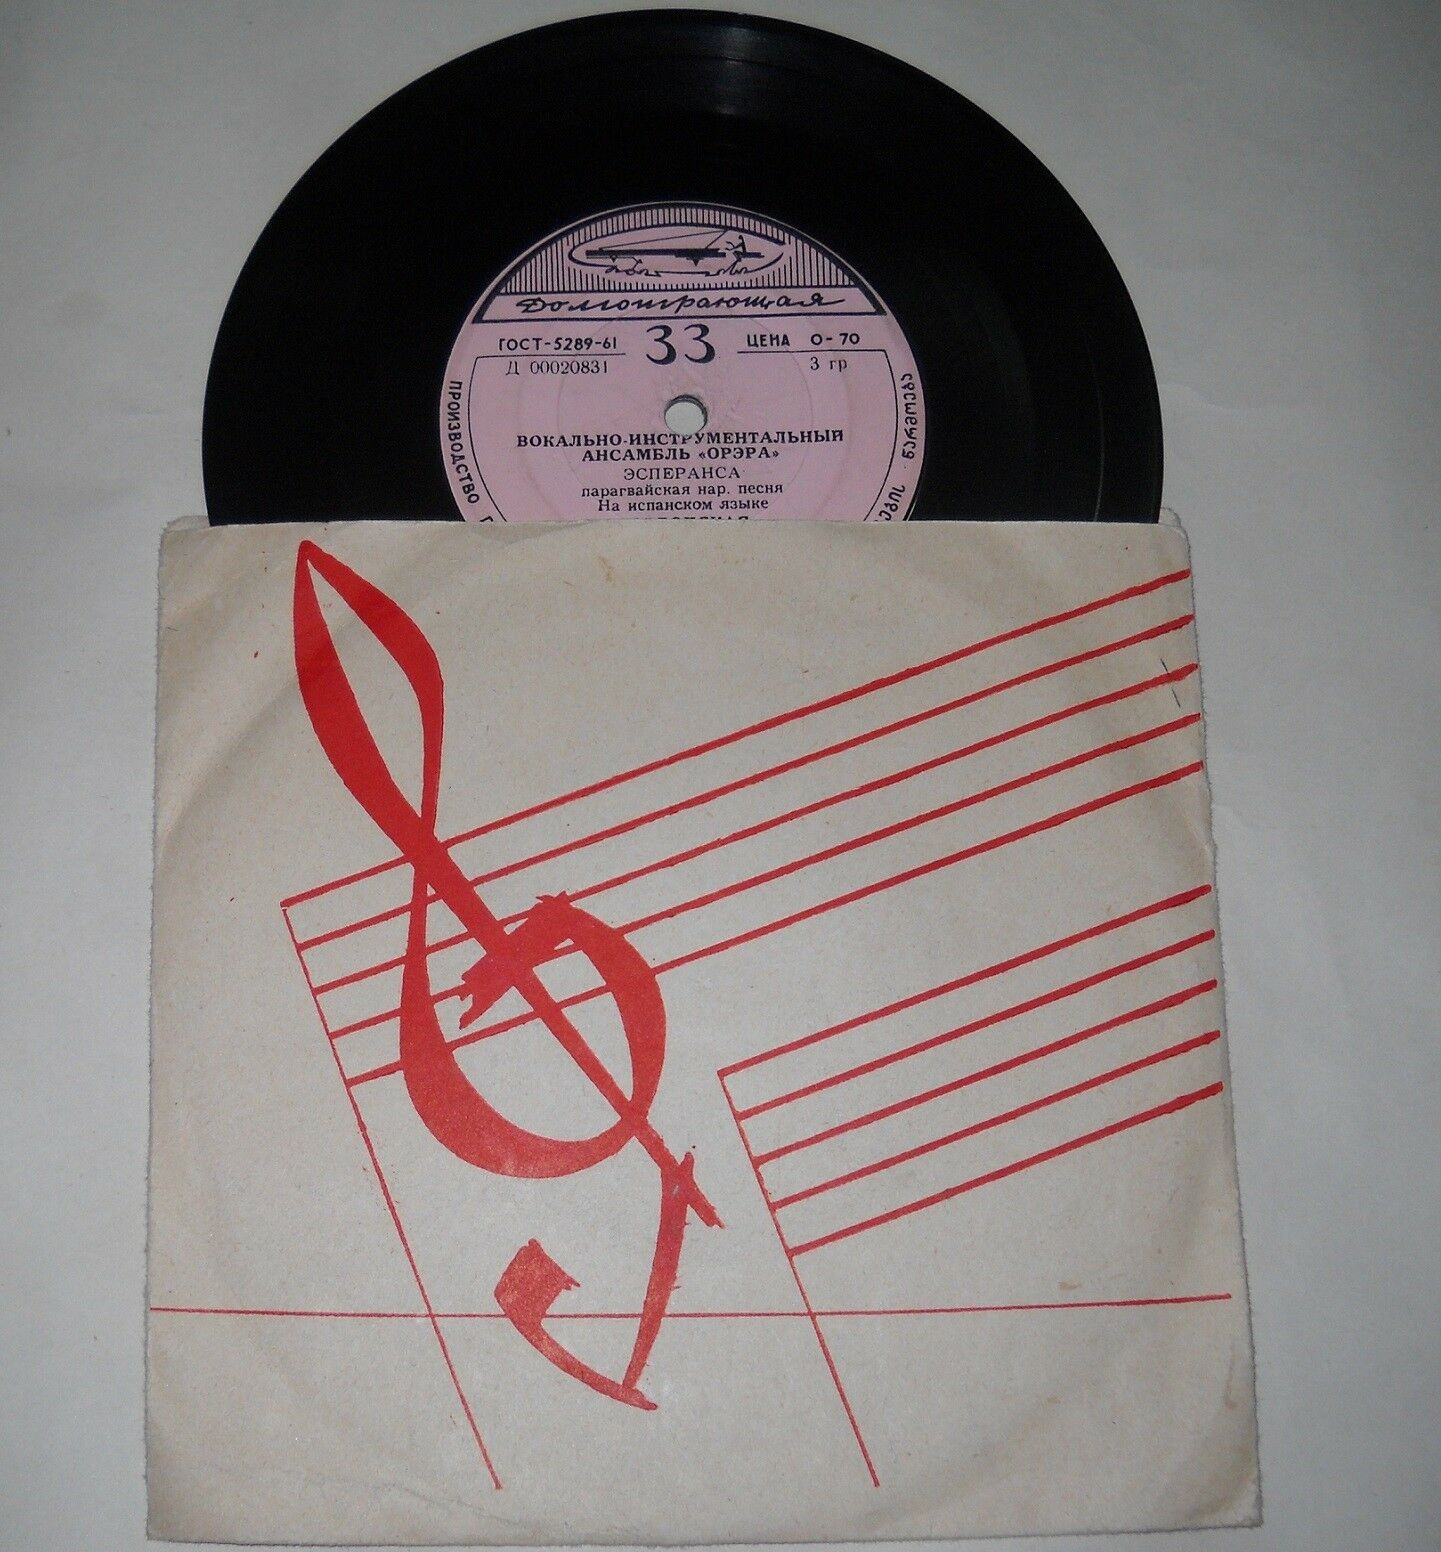 Долгоиграющая
ГОСТ-5289-61 33 ЦЕНА 0-70
Д 00020831 3 гр
ВОКАЛЬНО-ИНСТРУМЕНТАЛЬНЫЙ
АНСАМБЛЬ «ОРЭРА»
ЭСПЕРАНСА
парагвайская нар. песня
На испанском языке
ПРОИЗВОДСТВО